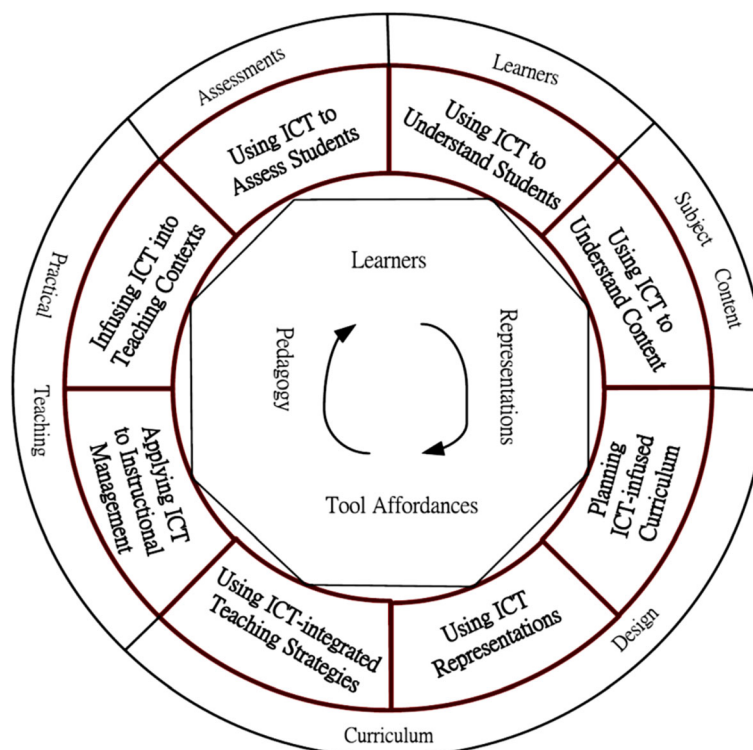 Assessments
Learners
Subject
Content
Design
Curriculum
Teaching
Practical
Using ICT to
Assess Students
Using ICT to
Understand Students
Using ICT to
Understand Content
Planning
ICT-infused
Curriculum
Using ICT
Representations
Using ICT-integrated
Teaching Strategies
Applying ICT
to Instructional
Management
Infusing ICT into
Teaching Contexts
Learners
Representations
Tool Affordances
Pedagogy